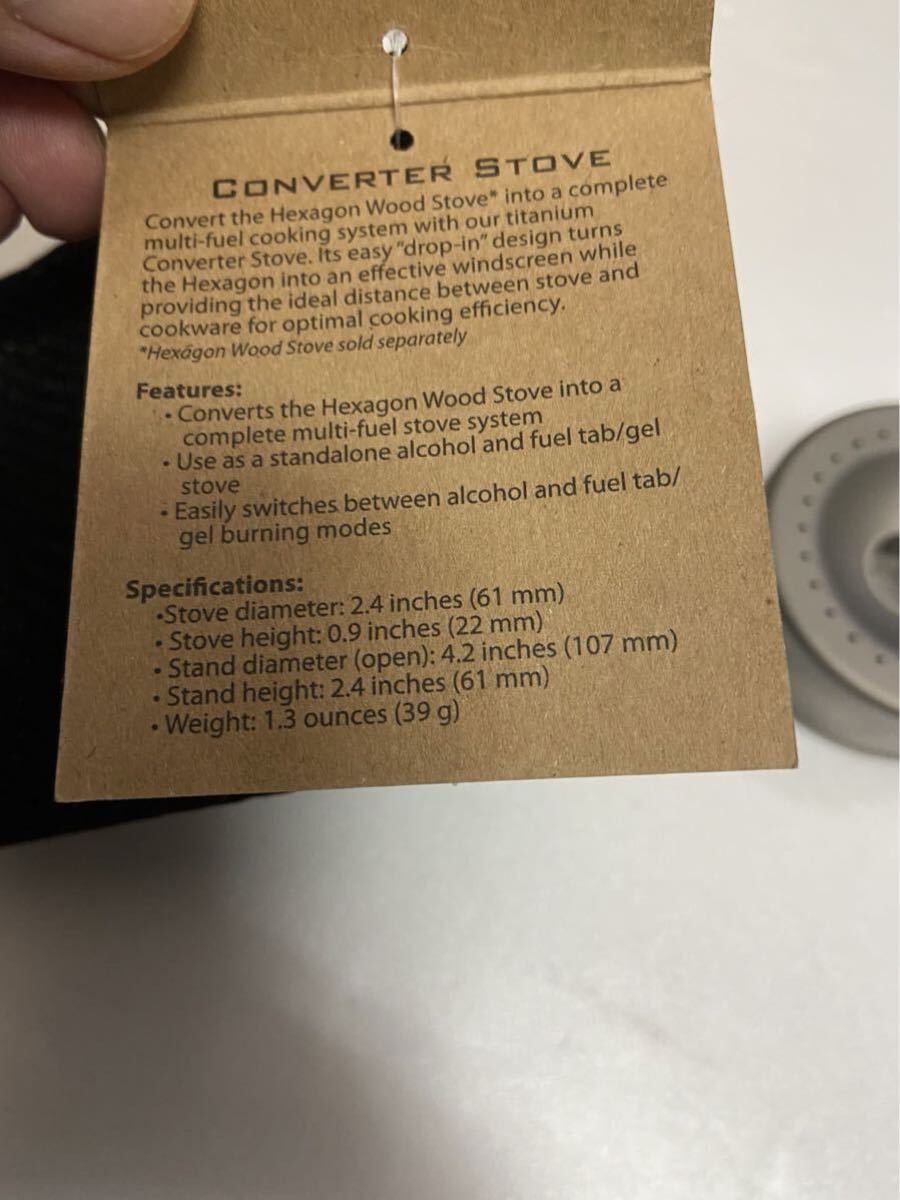 CONVERTER STOVE
Convert the Hexagon Wood Stove* into a complete
multi-fuel cooking system with our titanium
Converter Stove. Its easy "drop-in" design turns
the Hexagon into an effective windscreen while
providing the ideal distance between stove and
cookware for optimal cooking efficiency.
*Hexagon Wood Stove sold separately
Features:
• Converts the Hexagon Wood Stove into a
complete multi-fuel stove system
• Use as a standalone alcohol and fuel tab/gel
stove
• Easily switches between alcohol and fuel tab/
gel burning modes
Specifications:
•Stove diameter: 2.4 inches (61 mm)
• Stove height: 0.9 inches (22 mm)
• Stand diameter (open): 4.2 inches (107 mm)
• Stand height: 2.4 inches (61 mm)
• Weight: 1.3 ounces (39 g)